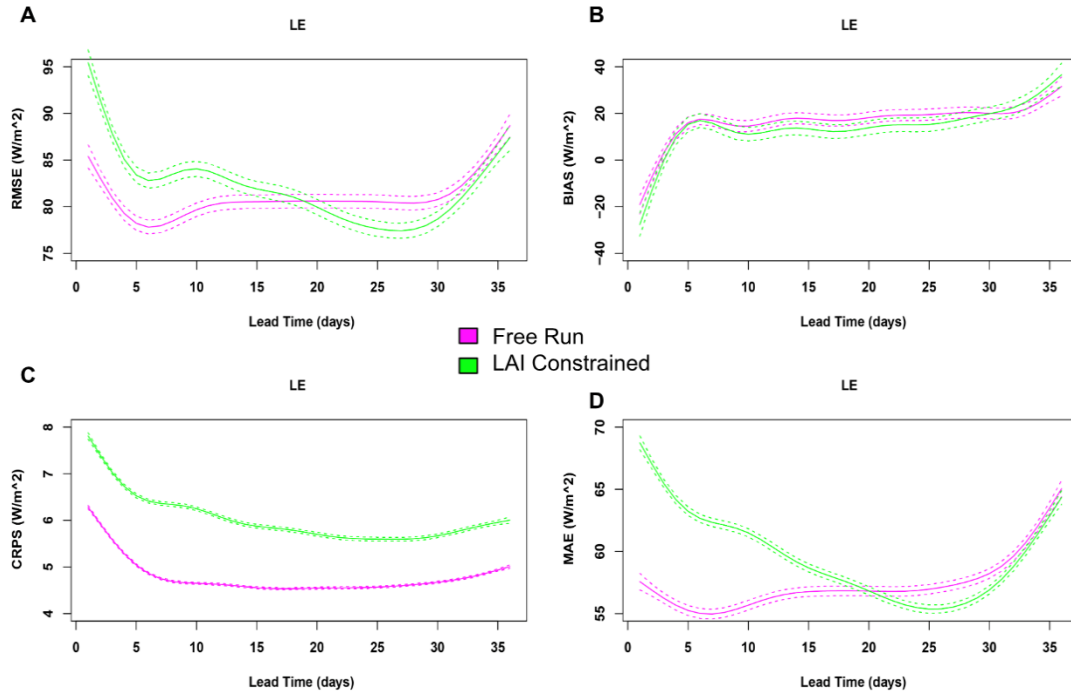 A
LE
RMSE (W/m^2)
95
90
85
80
75
0 5 10 15 20 25 30 35
Lead Time (days)
B
LE
BIAS (W/m^2)
40
20
0
−20
−40
0 5 10 15 20 25 30 35
Lead Time (days)
Free Run
LAI Constrained
C
LE
CRPS (W/m^2)
8
7
6
5
4
0 5 10 15 20 25 30 35
Lead Time (days)
D
LE
MAE (W/m^2)
70
65
60
55
0 5 10 15 20 25 30 35
Lead Time (days)